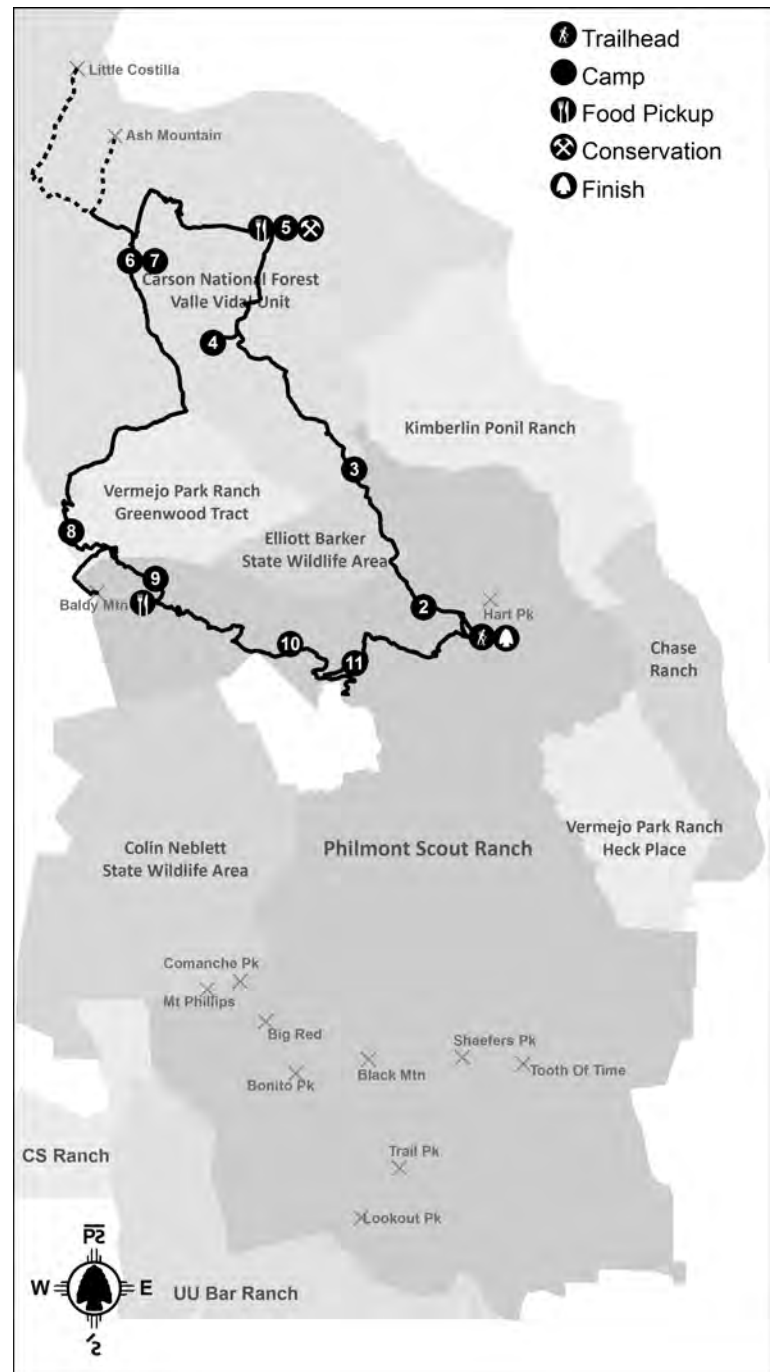 Little Costilla
Ash Mountain
Trailhead
Camp
Food Pickup
Conservation
Finish
5
6 7
Carson National Forest
Valle Vidal Unit
4
Kimberlin Ponil Ranch
3
Vermejo Park Ranch
Greenwood Tract
8
Elliott Barker
State Wildlife Area
9
Baldy Mtn
2
Hart Pk
10
11
Chase
Ranch
Colin Neblett
State Wildlife Area
Philmont Scout Ranch
Vermejo Park Ranch
Heck Place
Comanche Pk
Mt Phillips
Big Red
Bonito Pk
Black Mtn
Shaefers Pk
Tooth Of Time
Trail Pk
CS Ranch
Lookout Pk
W E
UU Bar Ranch